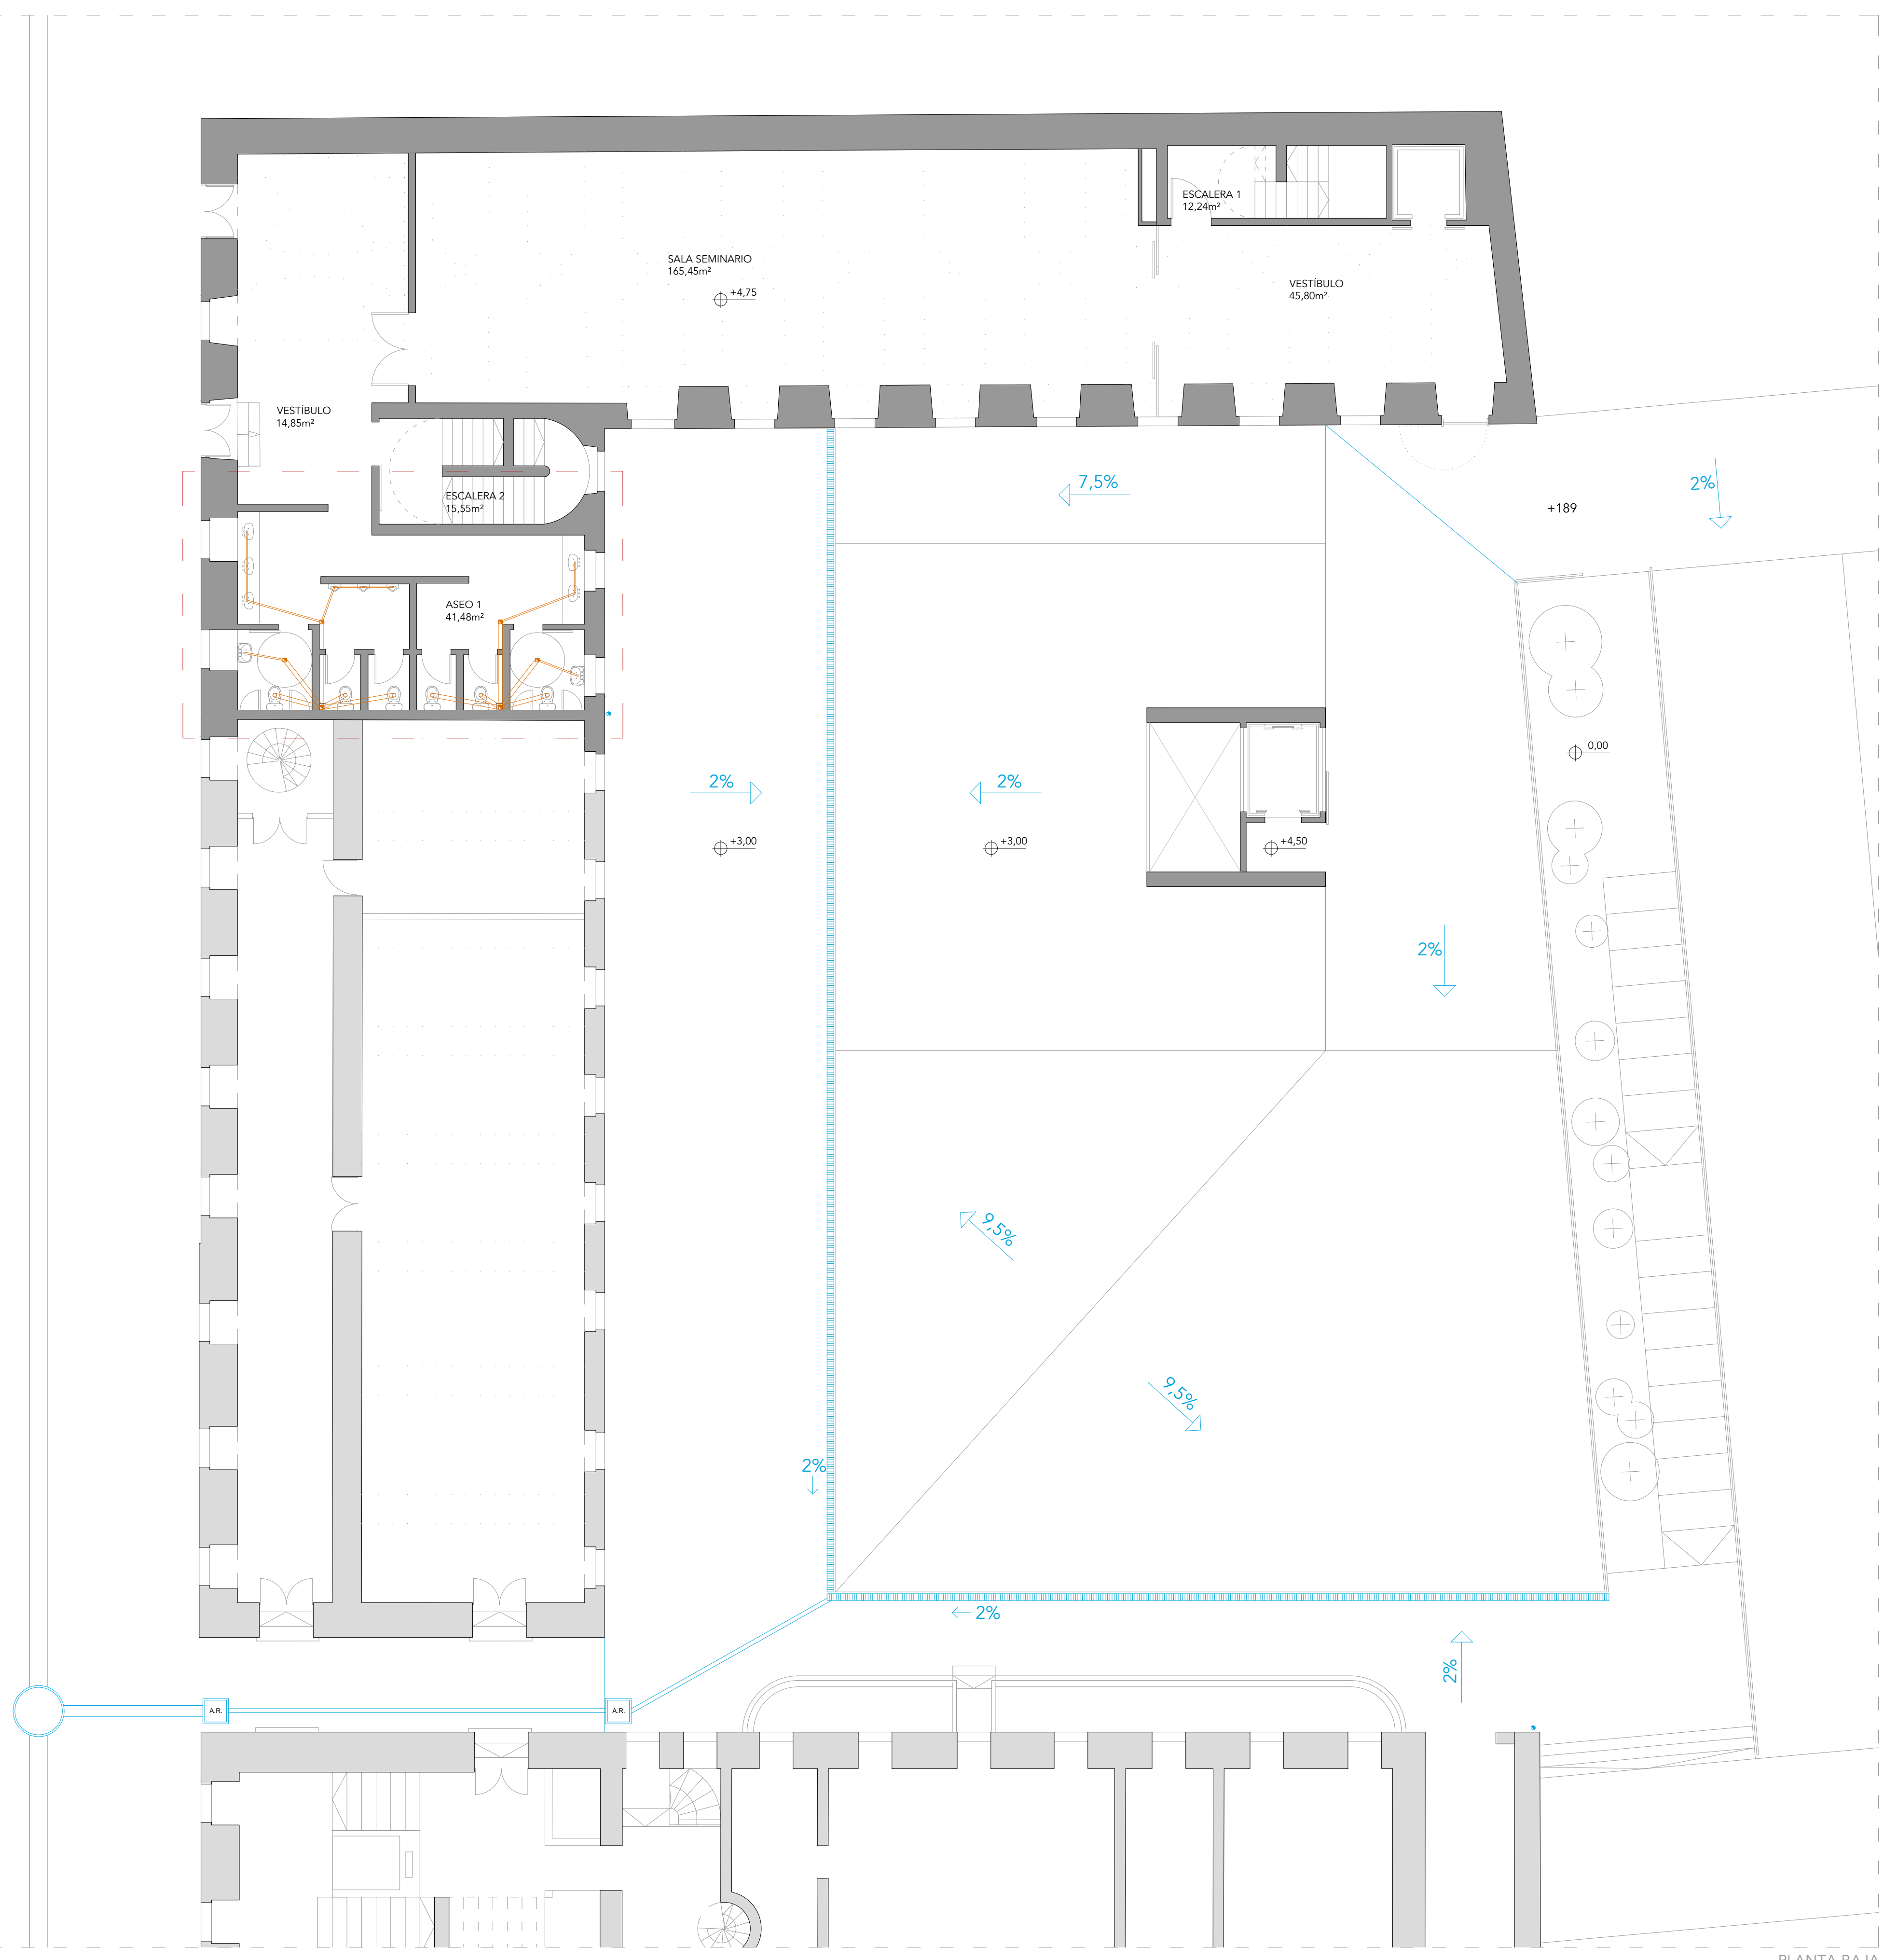 ESCALERA 1
12,24m²
SALA SEMINARIO
165,45m²
+4,75
VESTÍBULO
45,80m²
VESTÍBULO
14,85m²
7,5%
2%
ESCALERA 2
15,55m²
+189
ASEO 1
41,48m²
0,00
2%
2%
+3,00
+3,00
+4,50
2%
9,5%
9,5%
2%
2%
2%
A.R.
A.R.
PLANTA BAJA